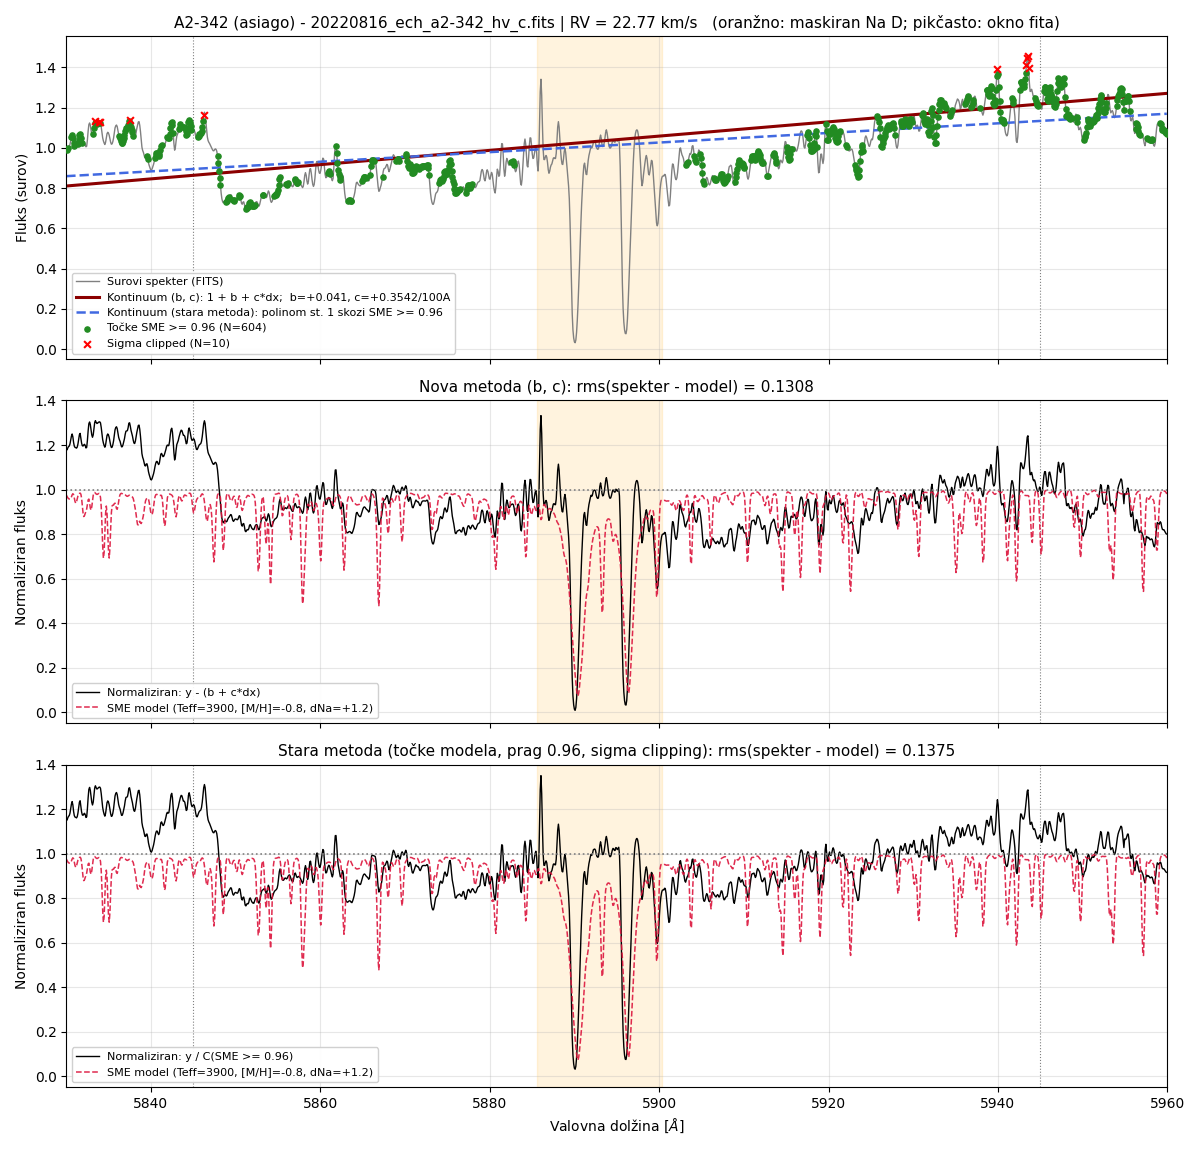 A2-342 (asiago) - 20220816_ech_a2-342_hv_c.fits | RV = 22.77 km/s   (oranžno: maskiran Na D; pikčasto: okno fita)
1.4
1.2
1.0
0.8
0.6
0.4
0.2
0.0
Fluks (surov)
Surovi spekter (FITS)
Kontinuum (b, c): 1 + b + c*dx;  b=+0.041, c=+0.3542/100A
Kontinuum (stara metoda): polinom st. 1 skozi SME >= 0.96
Točke SME >= 0.96 (N=604)
Sigma clipped (N=10)
Nova metoda (b, c): rms(spekter - model) = 0.1308
1.4
1.2
1.0
0.8
0.6
0.4
0.2
0.0
Normaliziran fluks
Normaliziran: y - (b + c*dx)
SME model (Teff=3900, [M/H]=-0.8, dNa=+1.2)
Stara metoda (točke modela, prag 0.96, sigma clipping): rms(spekter - model) = 0.1375
1.4
1.2
1.0
0.8
0.6
0.4
0.2
0.0
Normaliziran fluks
Normaliziran: y / C(SME >= 0.96)
SME model (Teff=3900, [M/H]=-0.8, dNa=+1.2)
5840 5860 5880 5900 5920 5940 5960
Valovna dolžina [Å]